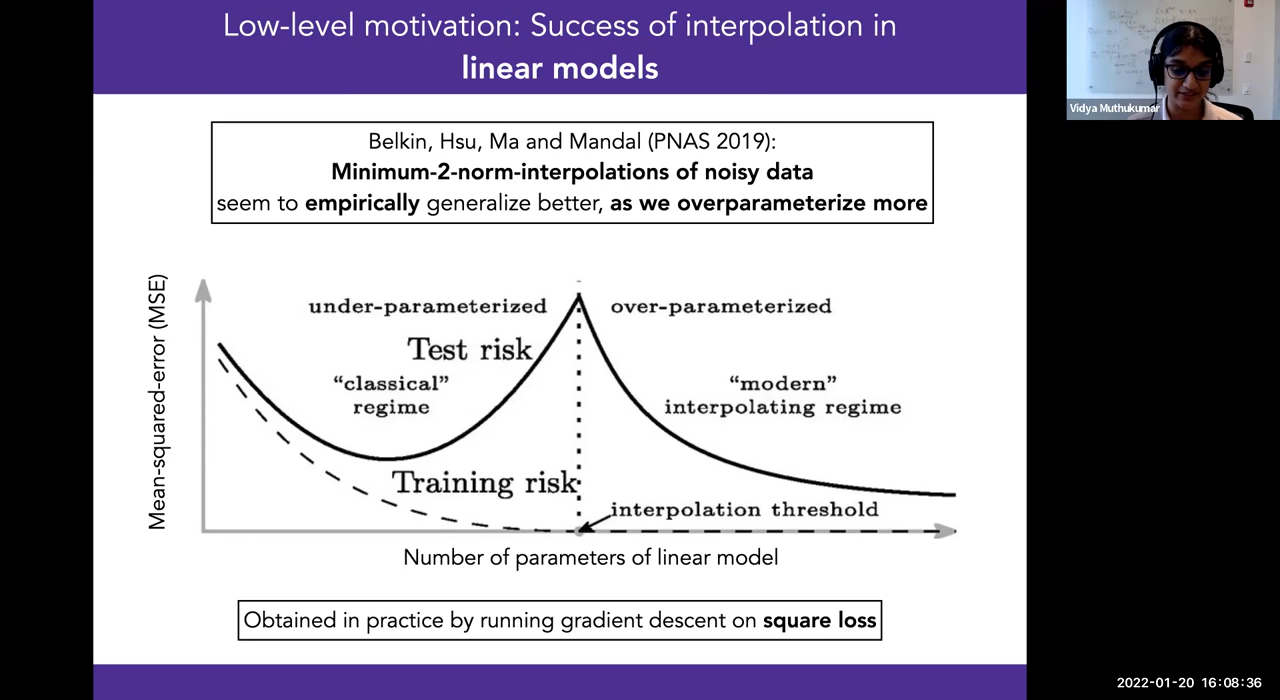 Low-level motivation: Success of interpolation in
linear models
Belkin, Hsu, Ma and Mandal (PNAS 2019):
Minimum-2-norm-interpolations of noisy data
seem to empirically generalize better, as we overparameterize more
Mean-squared-error (MSE)
under-parameterized
over-parameterized
Test risk
"classical"
regime
"modern"
interpolating regime
Training risk
interpolation threshold
Number of parameters of linear model
Obtained in practice by running gradient descent on square loss
Vidya Muthukumar
2022-01-20 16:08:36